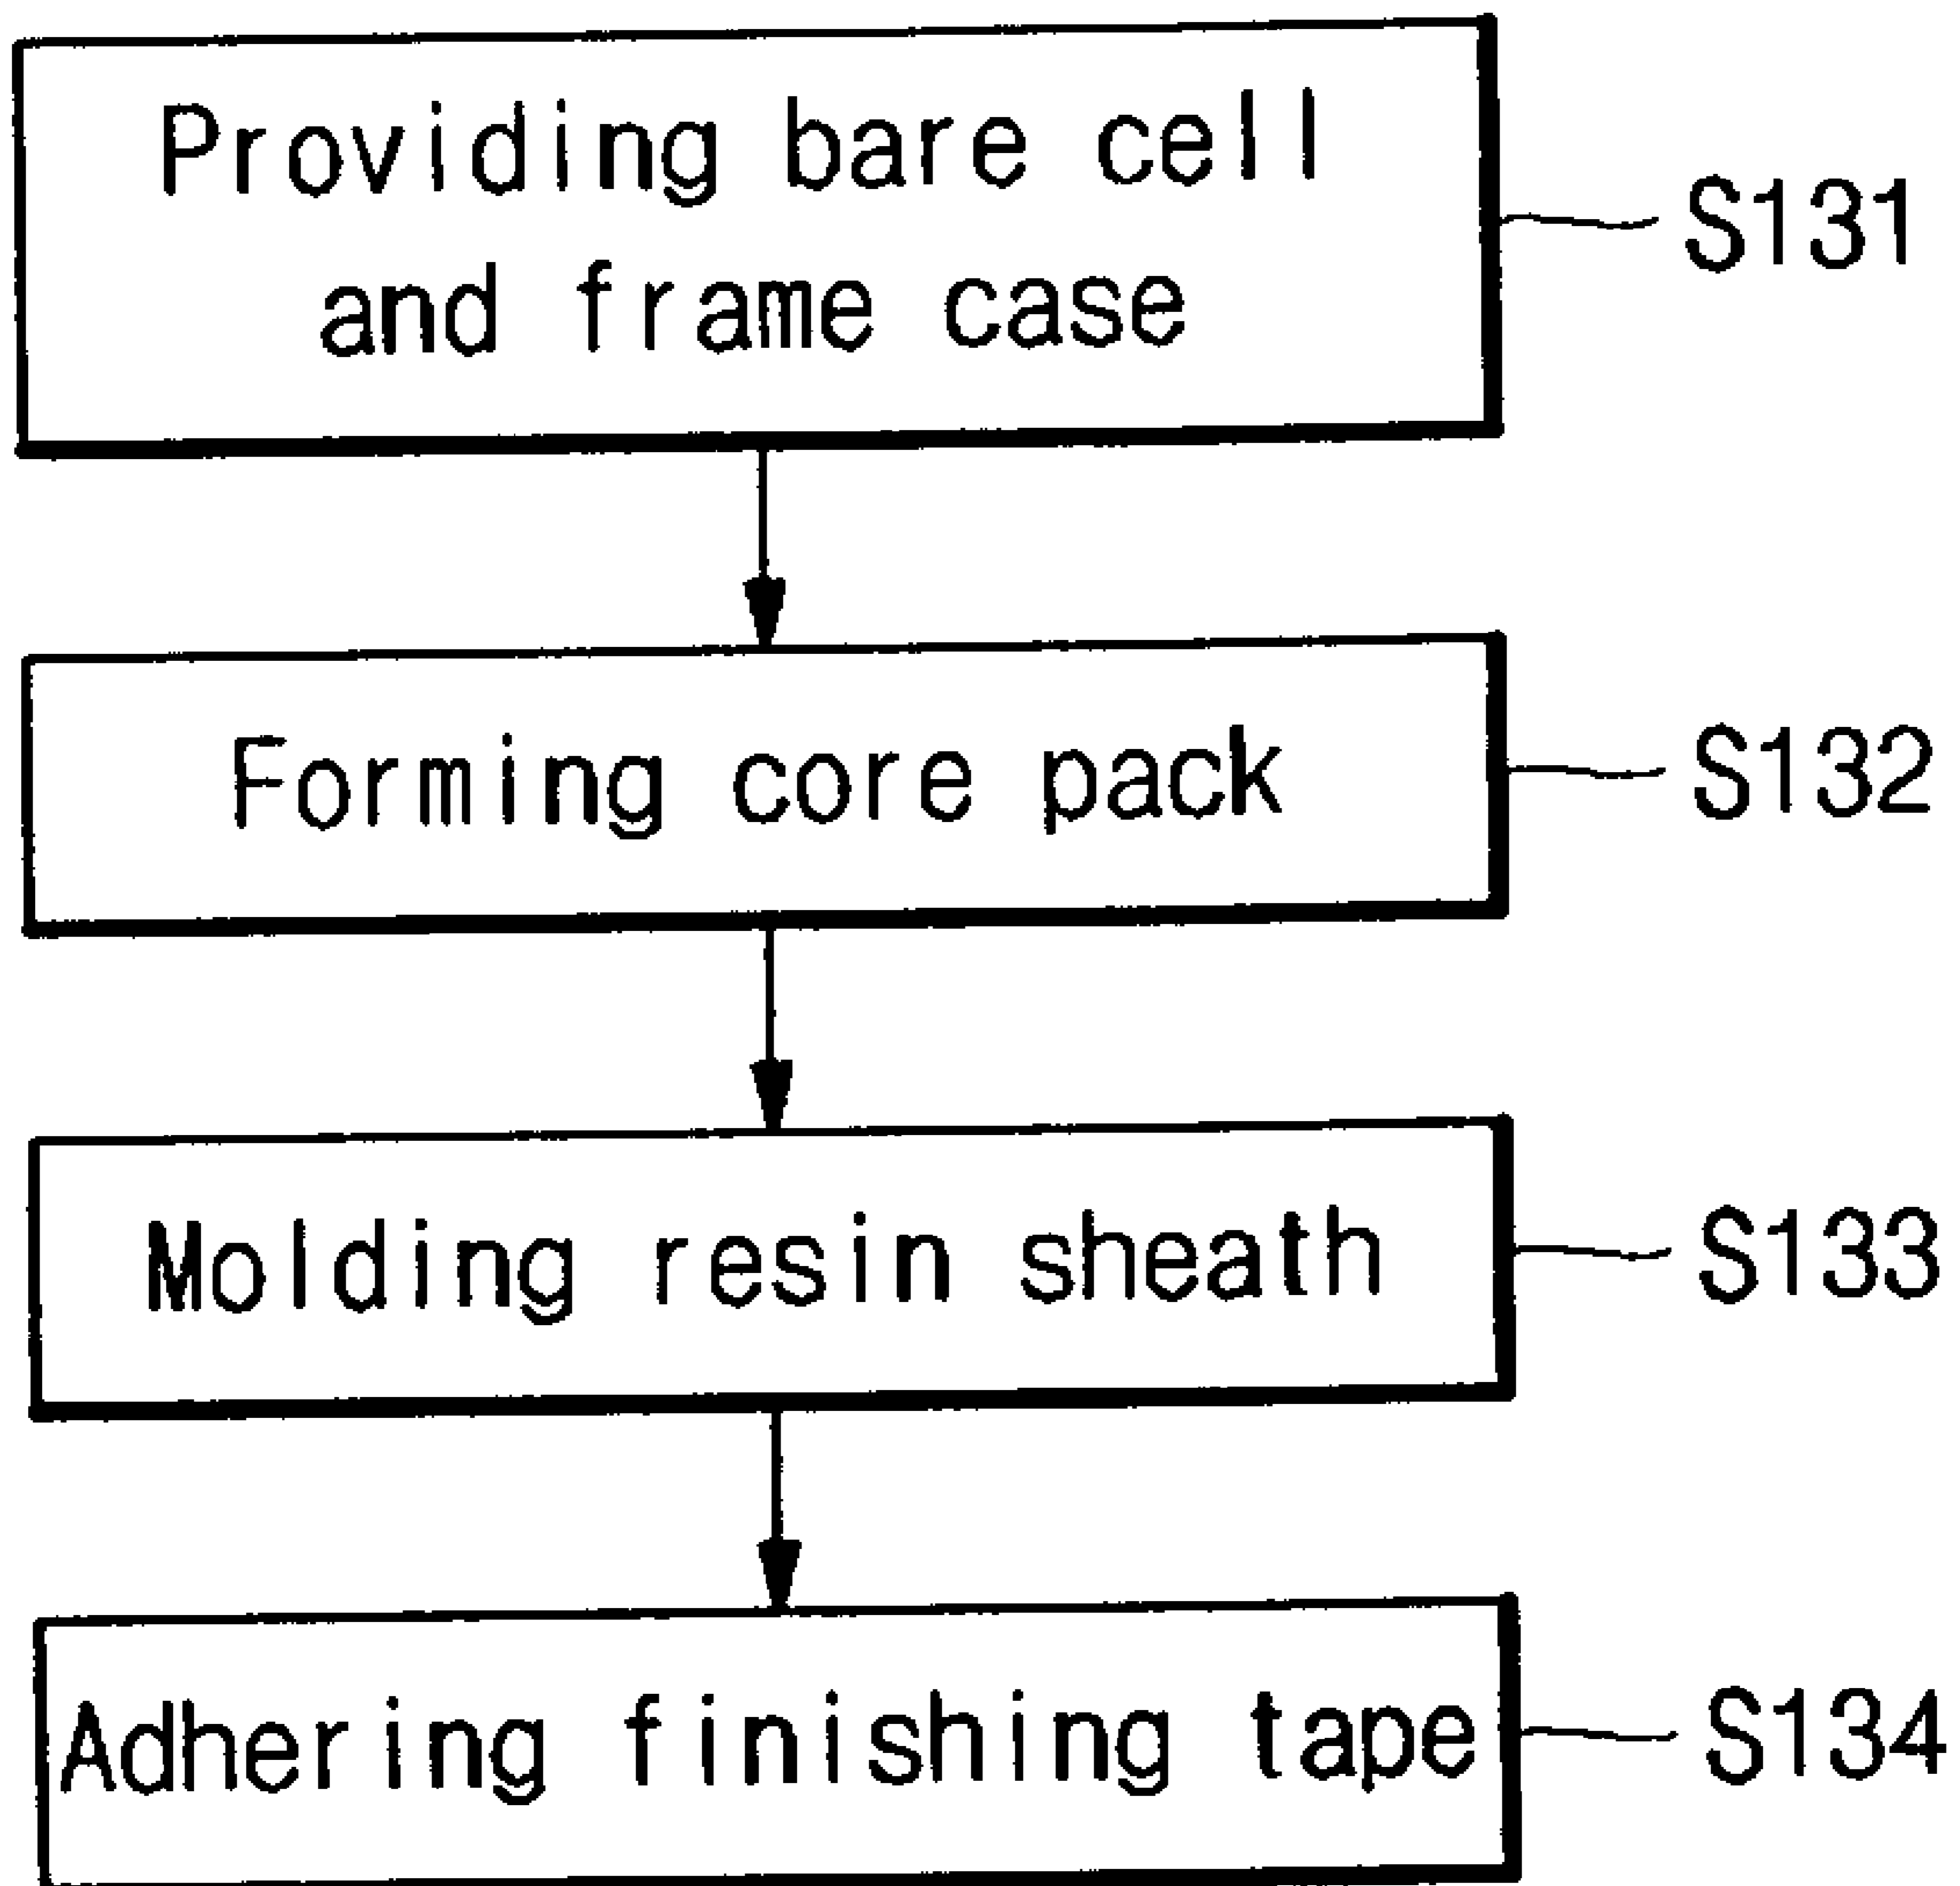 Providing bare cell
and frame case
S131
Forming core pack
S132
Molding resin sheath
S133
Adhering finishing tape
S134